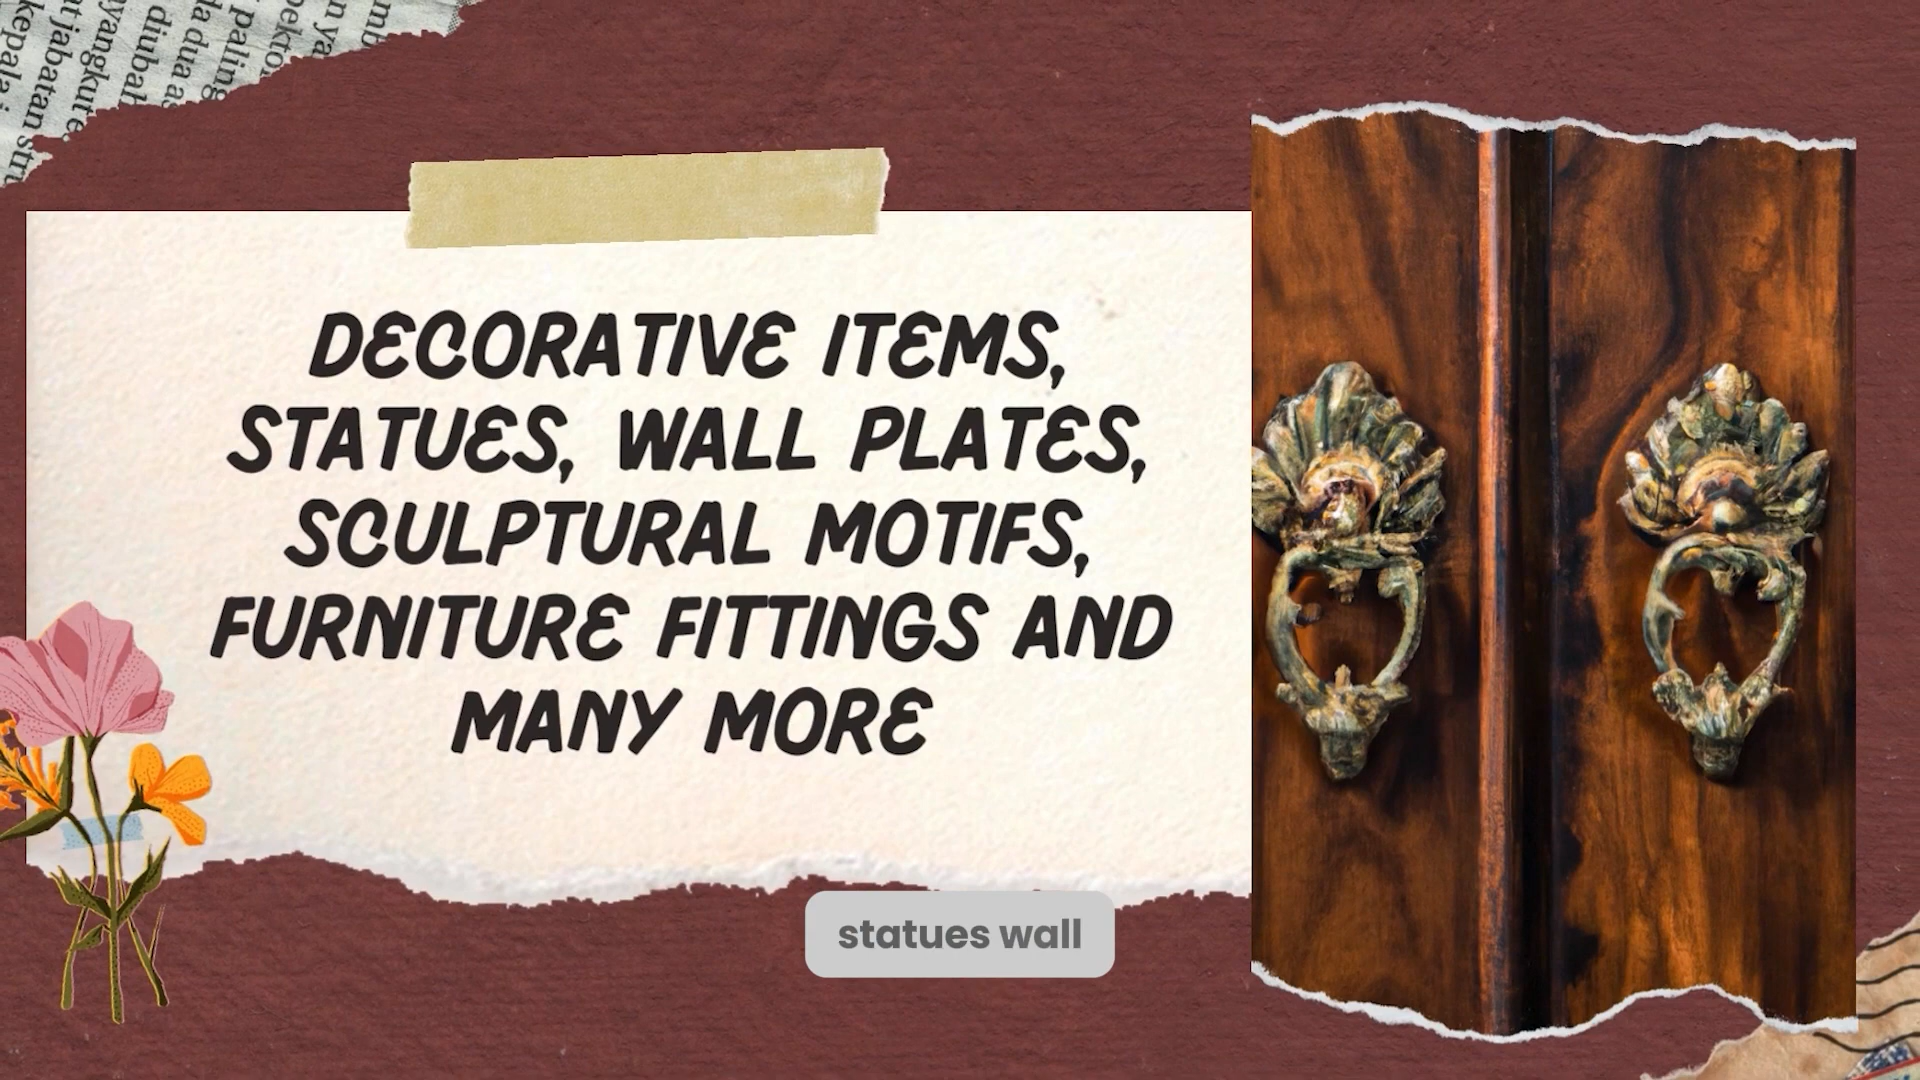 DECORATIVE ITEMS,
STATUES, WALL PLATES,
SCULPTURAL MOTIFS,
FURNITURE FITTINGS AND
MANY MORE
statues wall